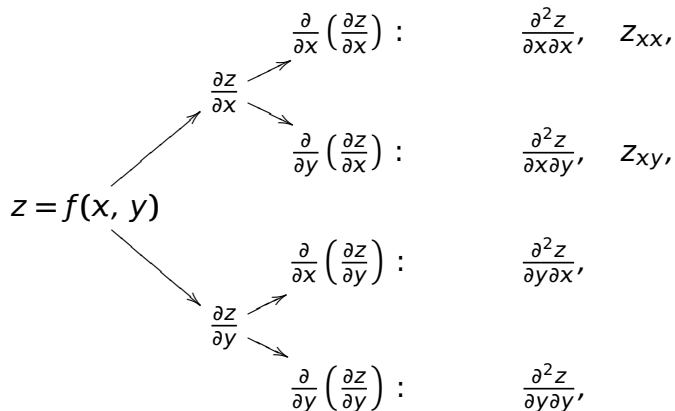 ∂/∂x (∂z/∂x) : ∂²z/∂x∂x, z_xx,
∂z/∂x
∂/∂y (∂z/∂x) : ∂²z/∂x∂y, z_xy,
z = f(x, y)
∂/∂x (∂z/∂y) : ∂²z/∂y∂x,
∂z/∂y
∂/∂y (∂z/∂y) : ∂²z/∂y∂y,